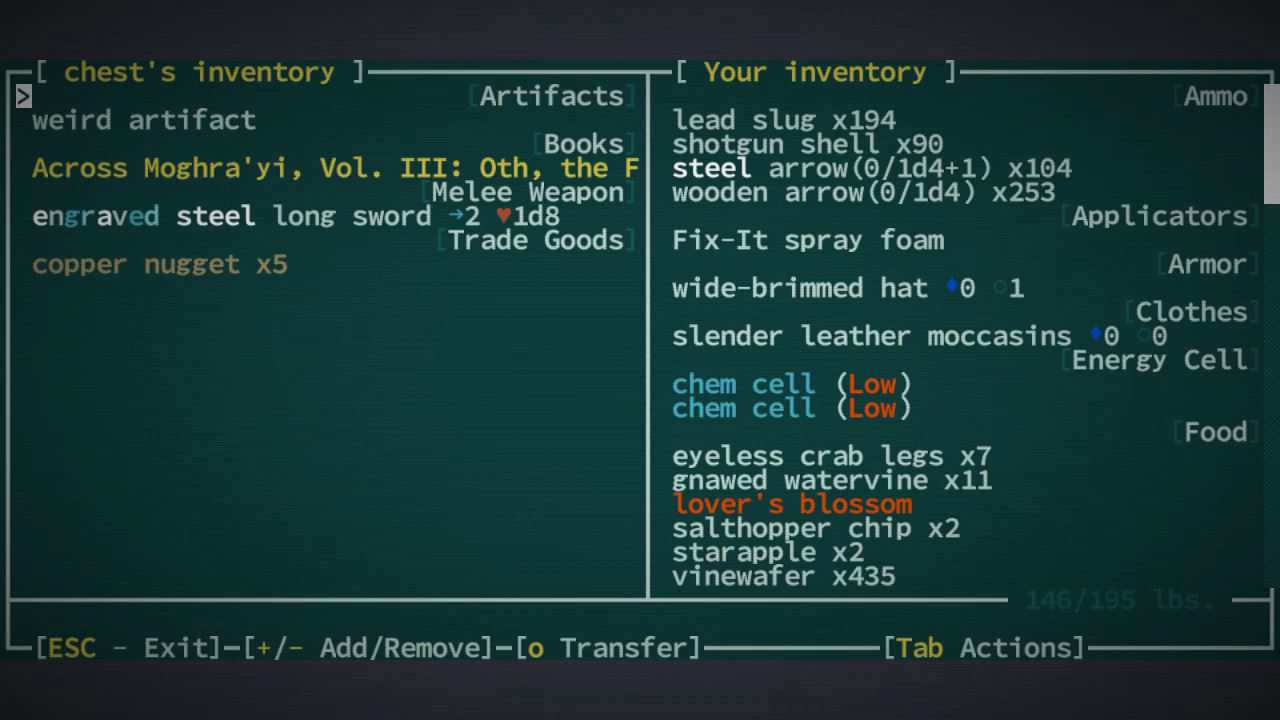 [ chest's inventory ]
> [Artifacts]
weird artifact
[Books]
Across Moghra'yi, Vol. III: Oth, the F
[Melee Weapon]
engraved steel long sword →2 ♥1d8
[Trade Goods]
copper nugget x5
[ Your inventory ]
[Ammo]
lead slug x194
shotgun shell x90
steel arrow(0/1d4+1) x104
wooden arrow(0/1d4) x253
[Applicators]
Fix-It spray foam
[Armor]
wide-brimmed hat ♦0 ○1
[Clothes]
slender leather moccasins ♦0 ○0
[Energy Cell]
chem cell (Low)
chem cell (Low)
[Food]
eyeless crab legs x7
gnawed watervine x11
lover's blossom
salthopper chip x2
starapple x2
vinewafer x435
146/195 lbs.
[ESC - Exit]-[+/- Add/Remove]-[o Transfer] [Tab Actions]